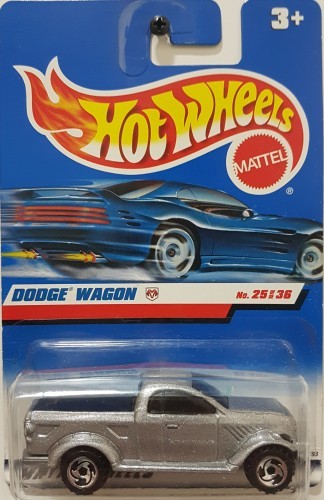 3+
Hot Wheels
MATTEL
®
DODGE® WAGON
No. 25 OF 36